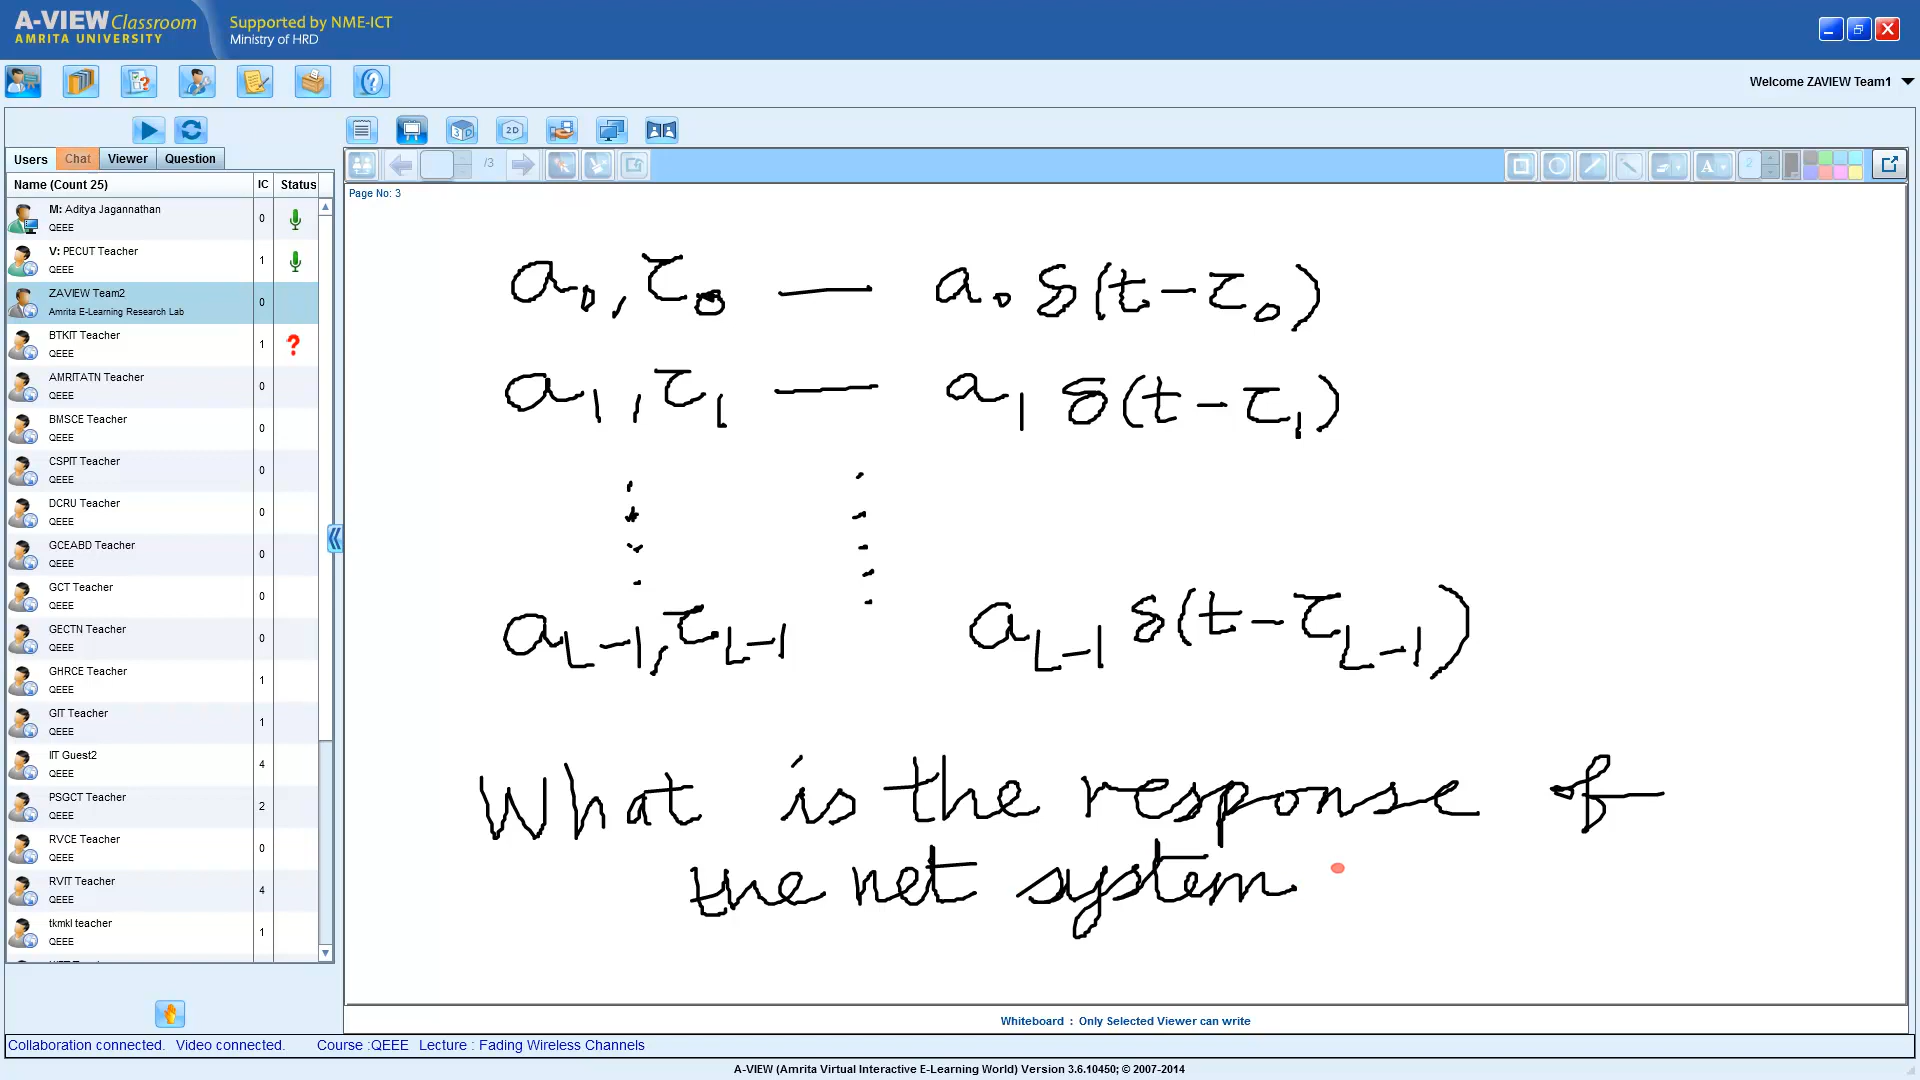 A-VIEW Classroom
AMRITA UNIVERSITY
Supported by NME-ICT
Ministry of HRD
Welcome ZAVIEW Team1
3D
2D
Users Chat Viewer Question
/3
A
2
Name (Count 25) IC Status
Page No: 3
M: Aditya Jagannathan
QEEE
0
V: PECUT Teacher
QEEE
1
ZAVIEW Team2
Amrita E-Learning Research Lab
0
BTKIT Teacher
QEEE
1 ?
AMRITATN Teacher
QEEE
0
BMSCE Teacher
QEEE
0
CSPIT Teacher
QEEE
0
DCRU Teacher
QEEE
0
GCEABD Teacher
QEEE
0
GCT Teacher
QEEE
0
GECTN Teacher
QEEE
0
GHRCE Teacher
QEEE
1
GIT Teacher
QEEE
1
IIT Guest2
QEEE
4
PSGCT Teacher
QEEE
2
RVCE Teacher
QEEE
0
RVIT Teacher
QEEE
4
tkmkl teacher
QEEE
1
a₀, τ₀ — a₀ δ(t-τ₀)
a₁, τ₁ — a₁ δ(t-τ₁)
a_{L-1}, τ_{L-1} a_{L-1} δ(t-τ_{L-1})
What is the response of
the net system
Whiteboard : Only Selected Viewer can write
Collaboration connected. Video connected. Course :QEEE Lecture : Fading Wireless Channels
A-VIEW (Amrita Virtual Interactive E-Learning World) Version 3.6.10450; © 2007-2014